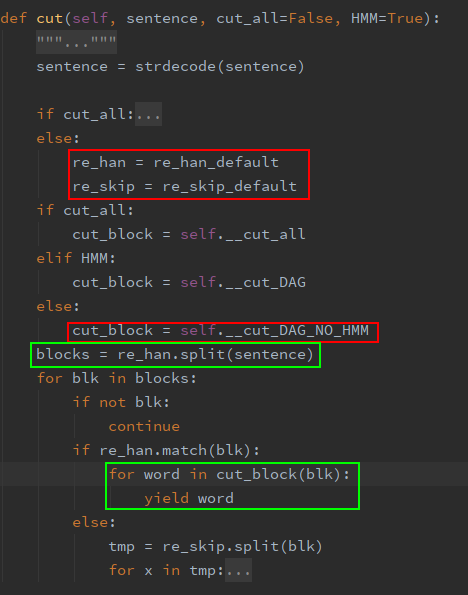 def cut(self, sentence, cut_all=False, HMM=True):
    """..."""
    sentence = strdecode(sentence)

    if cut_all:...
    else:
        re_han = re_han_default
        re_skip = re_skip_default
    if cut_all:
        cut_block = self.__cut_all
    elif HMM:
        cut_block = self.__cut_DAG
    else:
        cut_block = self.__cut_DAG_NO_HMM
    blocks = re_han.split(sentence)
    for blk in blocks:
        if not blk:
            continue
        if re_han.match(blk):
            for word in cut_block(blk):
                yield word
        else:
            tmp = re_skip.split(blk)
            for x in tmp:...